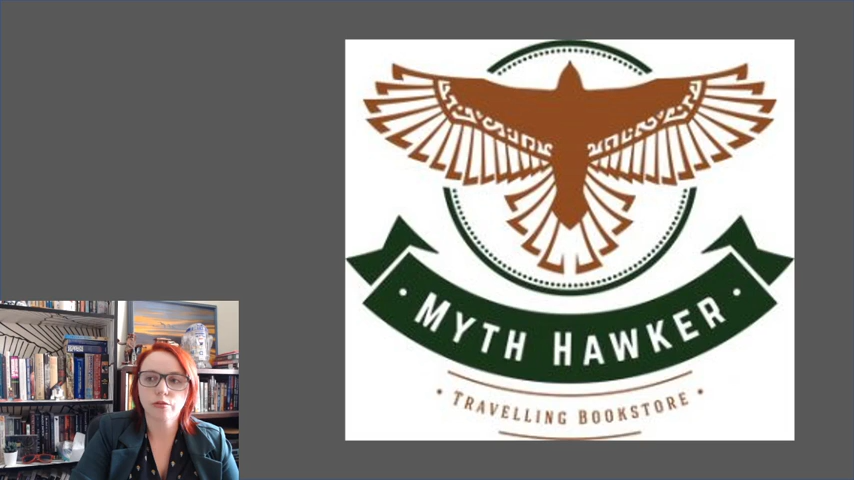 • MYTH HAWKER •
• TRAVELLING BOOKSTORE •